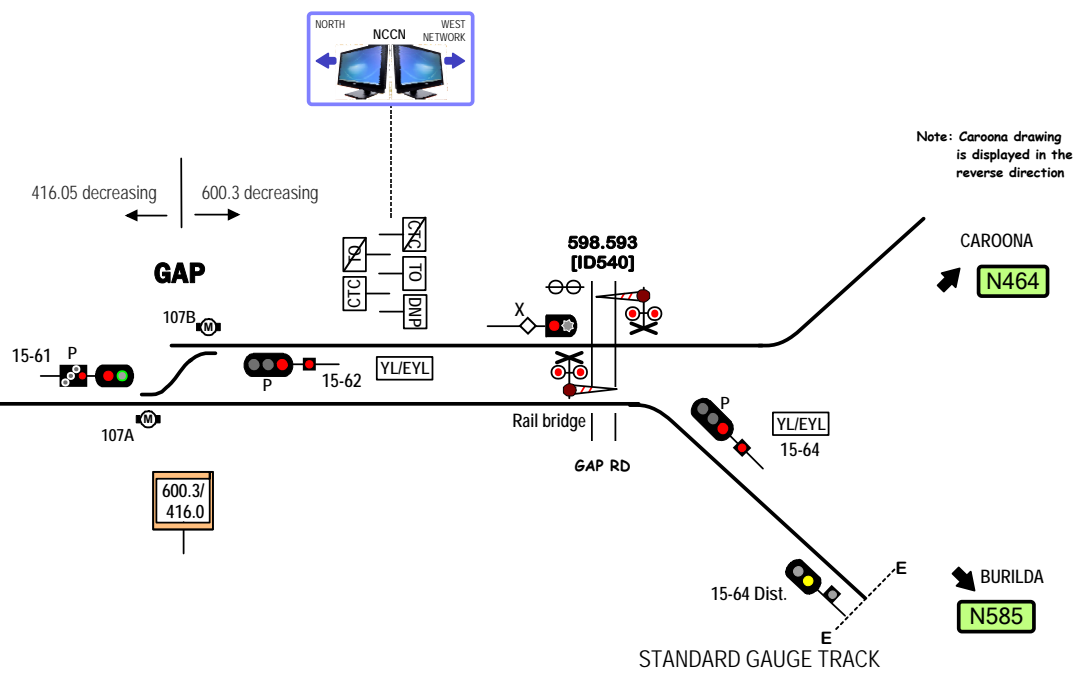 NORTH
NCCN
WEST
NETWORK
Note: Caroona drawing
is displayed in the
reverse direction
416.05 decreasing
600.3 decreasing
CTC
TO
TO
CTC
DNP
598.593
[ID540]
CAROONA
N464
GAP
107B
M
X
15-61
P
P
15-62
YL/EYL
107A
M
Rail bridge
GAP RD
P
YL/EYL
15-64
600.3/
416.0
15-64 Dist.
E
E
BURILDA
N585
STANDARD GAUGE TRACK